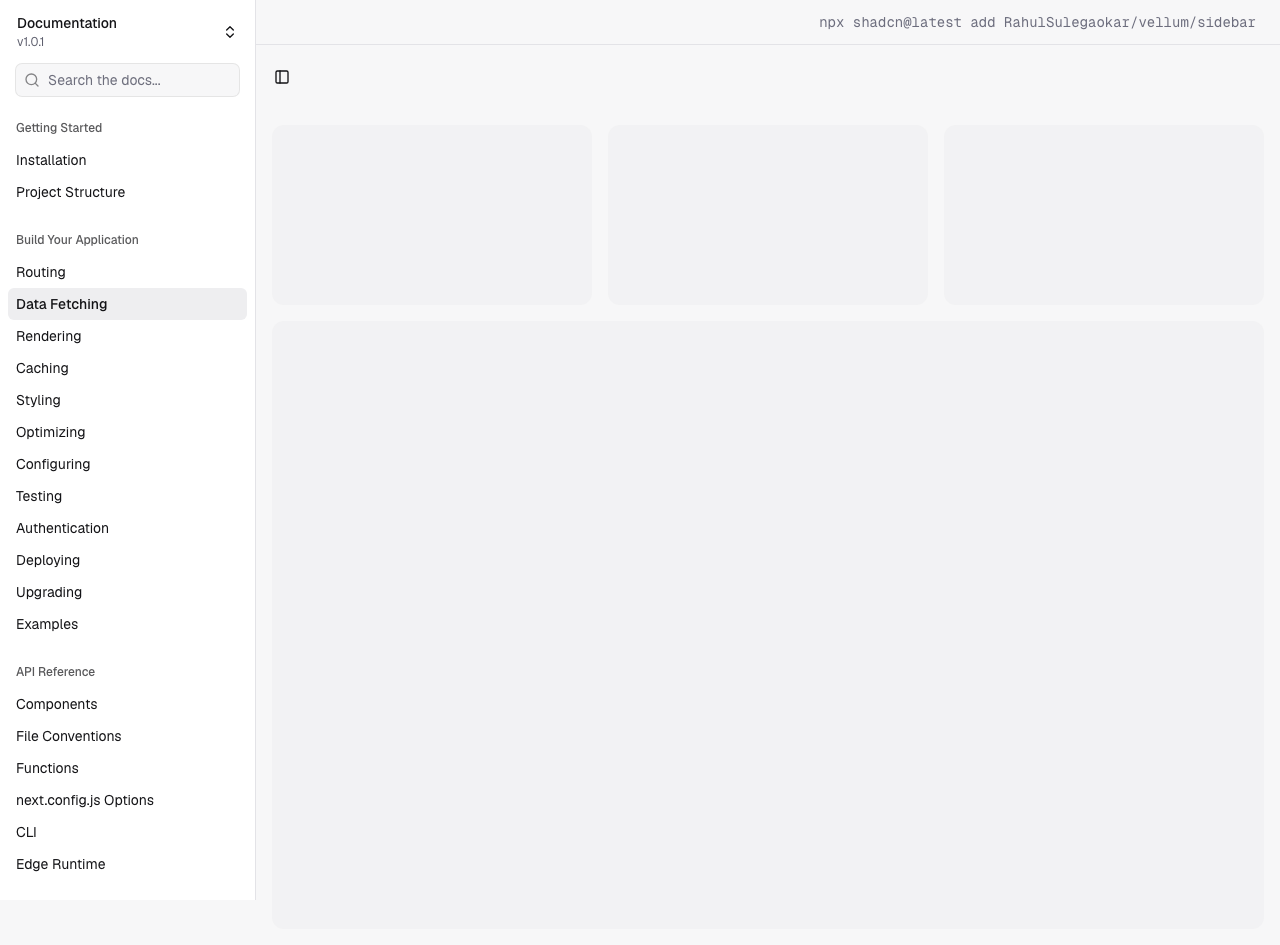 Documentation
v1.0.1
Search the docs...
Getting Started
Installation
Project Structure
Build Your Application
Routing
Data Fetching
Rendering
Caching
Styling
Optimizing
Configuring
Testing
Authentication
Deploying
Upgrading
Examples
API Reference
Components
File Conventions
Functions
next.config.js Options
CLI
Edge Runtime
npx shadcn@latest add RahulSulegaokar/vellum/sidebar